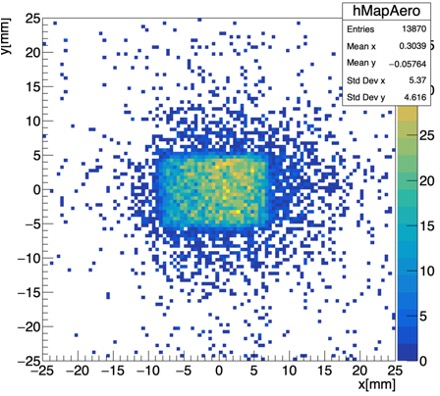 hMapAero
Entries 13870
Mean x 0.3039
Mean y −0.05764
Std Dev x 5.37
Std Dev y 4.616
y[mm]
25
20
15
10
5
0
−5
−10
−15
−20
−25
−25 −20 −15 −10 −5 0 5 10 15 20 25
x[mm]
25
20
15
10
5
0